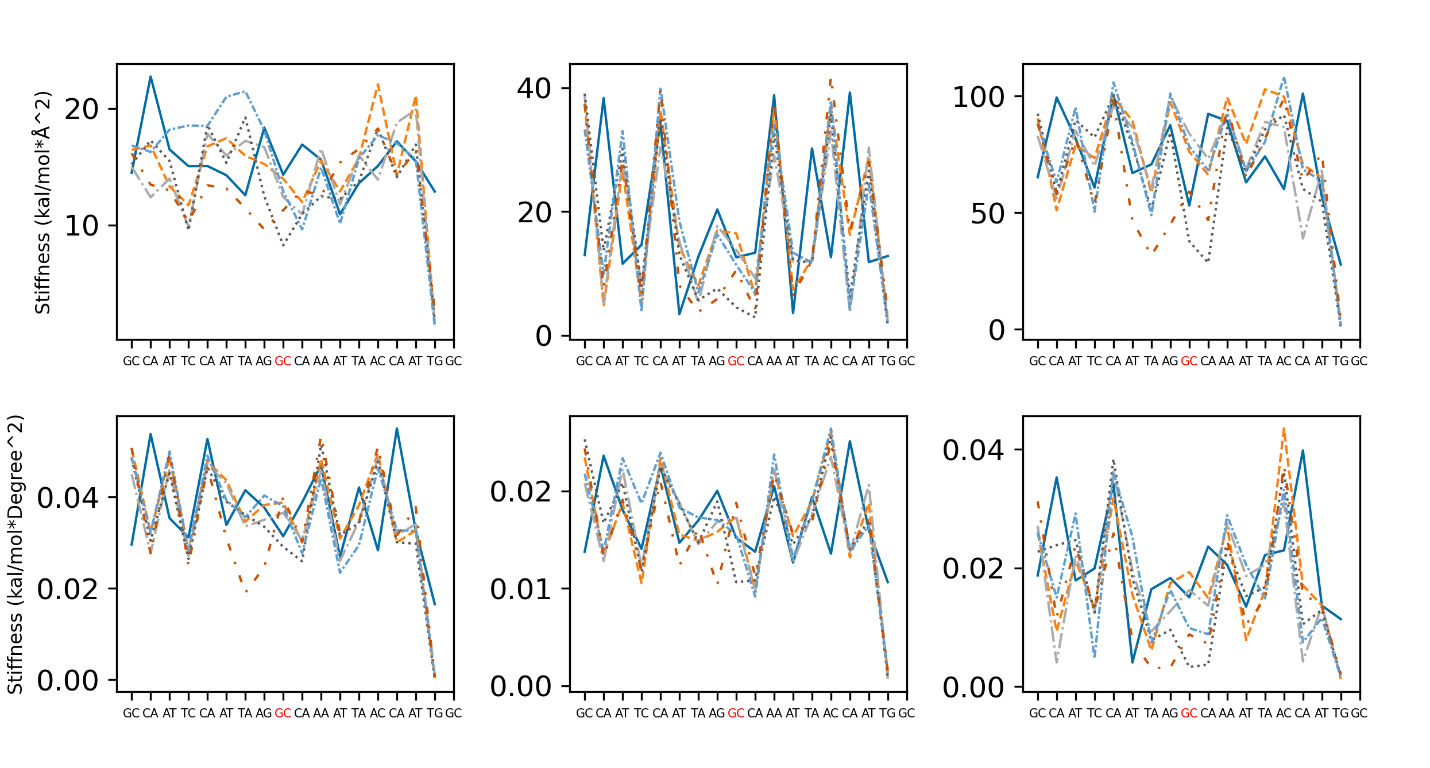 Stiffness (kal/mol*Å^2)
20
10
GC CA AT TC CA AT TA AG GC CA AA AT TA AC CA AT TG GC
40
20
0
GC CA AT TC CA AT TA AG GC CA AA AT TA AC CA AT TG GC
100
50
0
GC CA AT TC CA AT TA AG GC CA AA AT TA AC CA AT TG GC
Stiffness (kal/mol*Degree^2)
0.04
0.02
0.00
GC CA AT TC CA AT TA AG GC CA AA AT TA AC CA AT TG GC
0.02
0.01
0.00
GC CA AT TC CA AT TA AG GC CA AA AT TA AC CA AT TG GC
0.04
0.02
0.00
GC CA AT TC CA AT TA AG GC CA AA AT TA AC CA AT TG GC